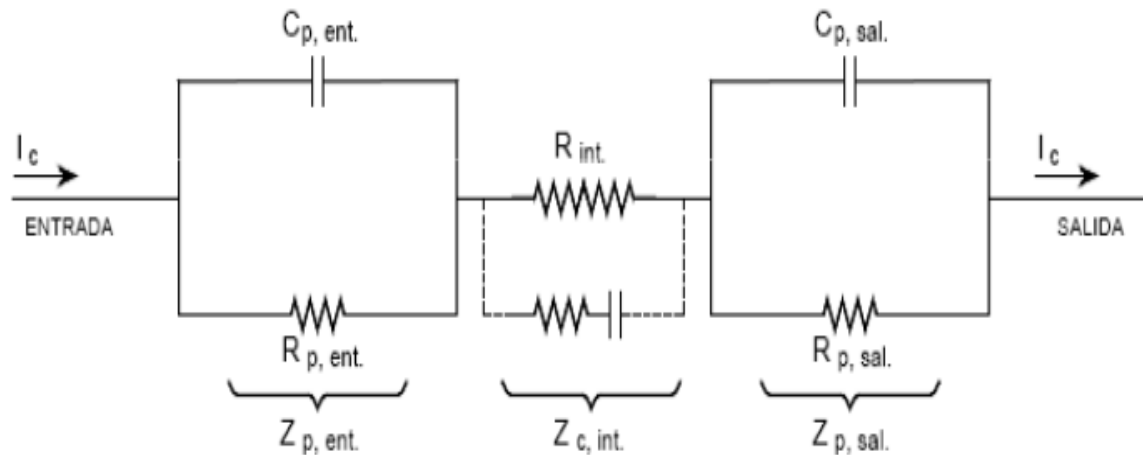 C p, ent.
C p, sal.
I c
R int.
I c
ENTRADA
SALIDA
R p, ent.
R p, sal.
Z p, ent.
Z c, int.
Z p, sal.